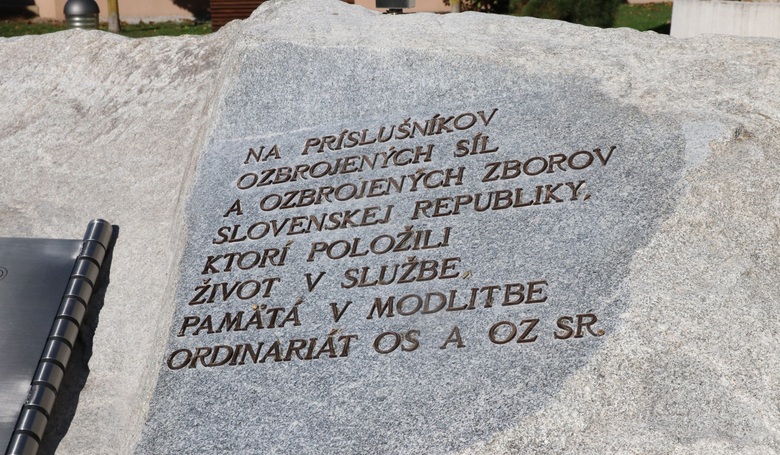 NA PRÍSLUŠNÍKOV
OZBROJENÝCH SÍL
A OZBROJENÝCH ZBOROV
SLOVENSKEJ REPUBLIKY,
KTORÍ POLOŽILI
ŽIVOT V SLUŽBE,
PAMÄTÁ V MODLITBE
ORDINARIÁT OS A OZ SR.